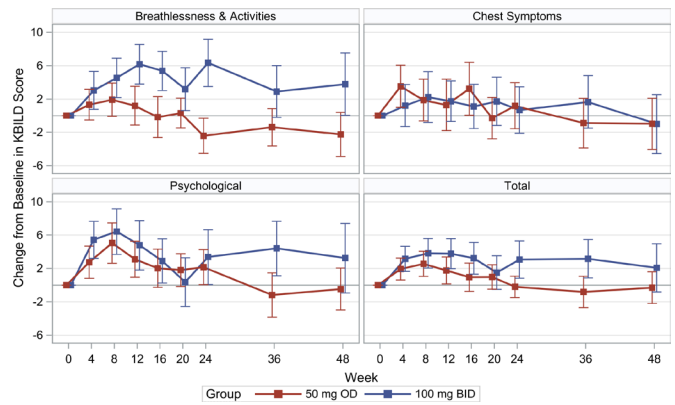 Breathlessness & Activities
Chest Symptoms
10
6
2
-2
-6
Psychological
Total
10
6
2
-2
-6
Change from Baseline in KBILD Score
0 4 8 12 16 20 24 36 48
0 4 8 12 16 20 24 36 48
Week
Group 50 mg OD 100 mg BID